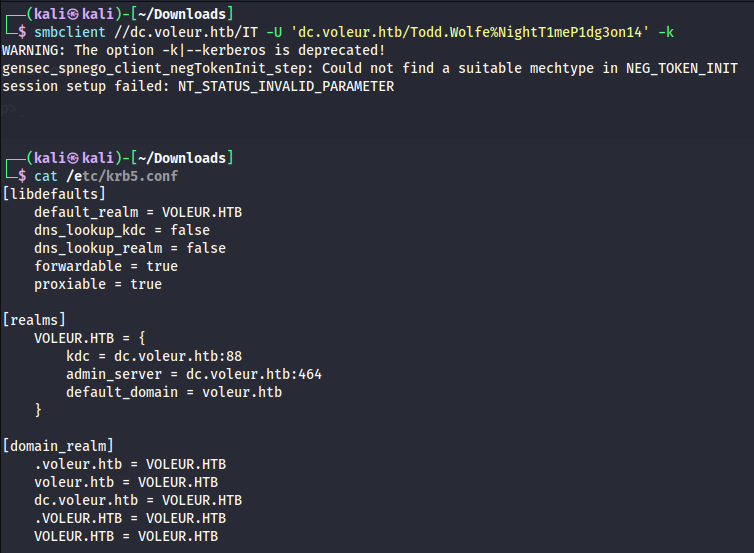 ┌──(kali㉿kali)-[~/Downloads]
└─$ smbclient //dc.voleur.htb/IT -U 'dc.voleur.htb/Todd.Wolfe%NightT1meP1dg3on14' -k
WARNING: The option -k|--kerberos is deprecated!
gensec_spnego_client_negTokenInit_step: Could not find a suitable mechtype in NEG_TOKEN_INIT
session setup failed: NT_STATUS_INVALID_PARAMETER
┌──(kali㉿kali)-[~/Downloads]
└─$ cat /etc/krb5.conf
[libdefaults]
    default_realm = VOLEUR.HTB
    dns_lookup_kdc = false
    dns_lookup_realm = false
    forwardable = true
    proxiable = true
[realms]
    VOLEUR.HTB = {
        kdc = dc.voleur.htb:88
        admin_server = dc.voleur.htb:464
        default_domain = voleur.htb
    }
[domain_realm]
    .voleur.htb = VOLEUR.HTB
    voleur.htb = VOLEUR.HTB
    dc.voleur.htb = VOLEUR.HTB
    .VOLEUR.HTB = VOLEUR.HTB
    VOLEUR.HTB = VOLEUR.HTB